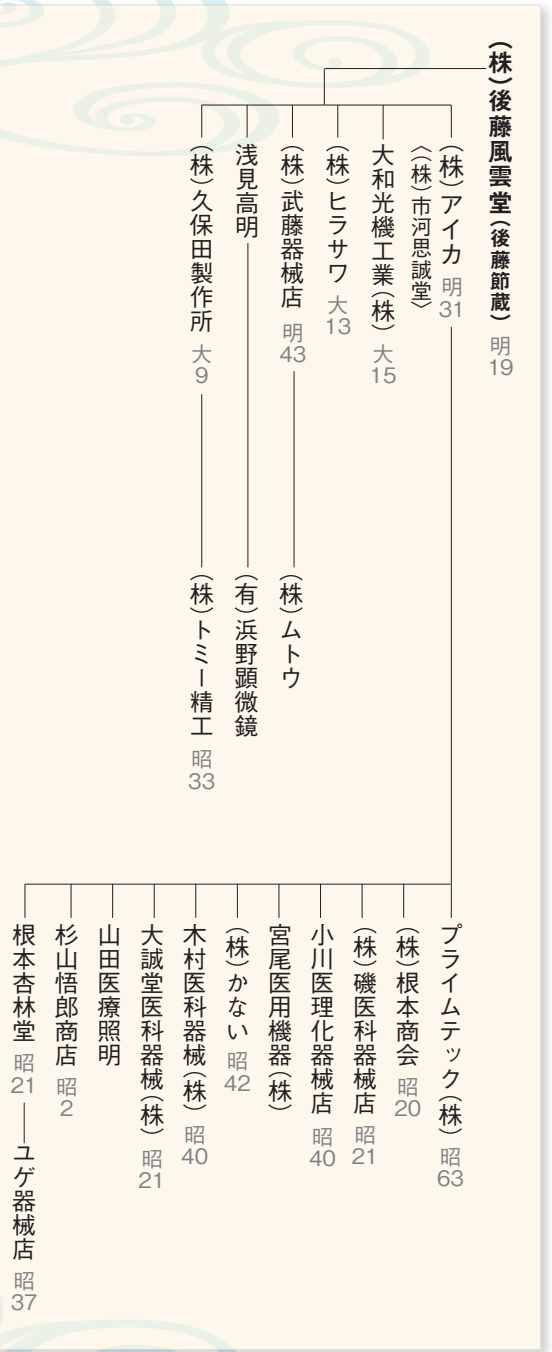 (株)後藤風雲堂(後藤節蔵) 明19
(株)アイカ 明31
〈(株)市河思誠堂〉
大和光機工業(株) 大15
(株)ヒラサワ 大13
(株)武藤器械店 明43
(株)ムトウ
浅見高明
(有)浜野顕微鏡
(株)久保田製作所 大9
(株)トミー精工 昭33
プライムテック(株) 昭63
(株)根本商会 昭20
(株)磯医科器械店 昭21
小川医理化器械店 昭40
宮尾医用機器(株)
(株)かない 昭42
木村医科器械(株) 昭40
大誠堂医科器械(株) 昭21
山田医療照明
杉山悟郎商店 昭2
根本杏林堂 昭21
ユゲ器械店 昭37